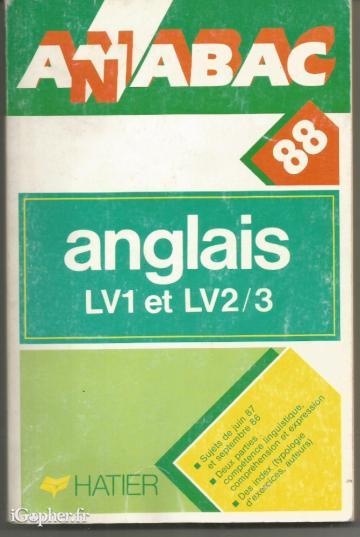 ANNABAC
88
anglais
LV1 et LV2/3
• Sujets de juin 87
et septembre 86
• Deux parties :
compétence linguistique,
compréhension et expression
• Des index (typologie
d'exercices, auteurs)
HATIER
iGopher.fr